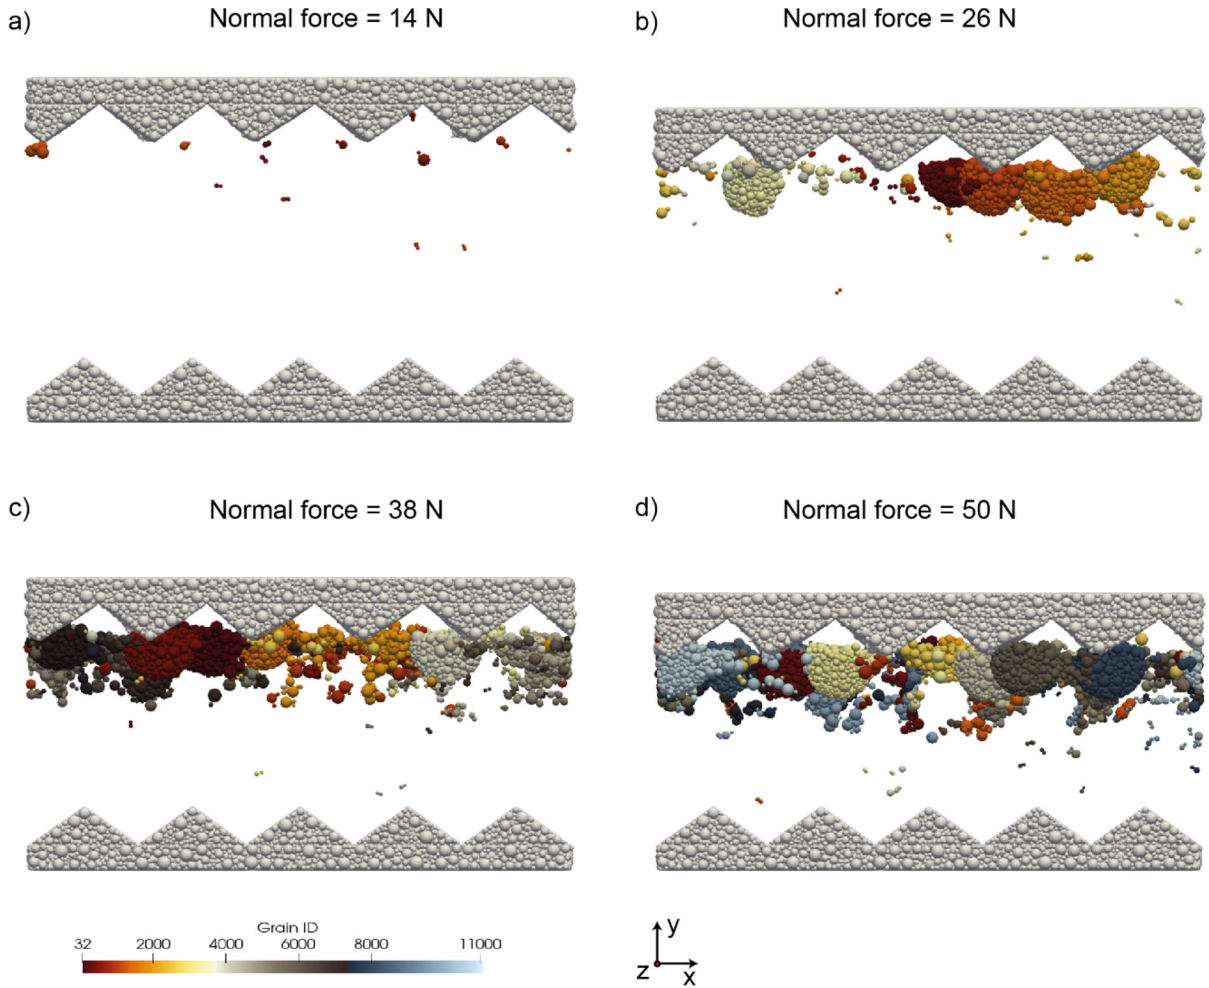 a) Normal force = 14 N
b) Normal force = 26 N
c) Normal force = 38 N
d) Normal force = 50 N
Grain ID
32 2000 4000 6000 8000 11000
y
z x